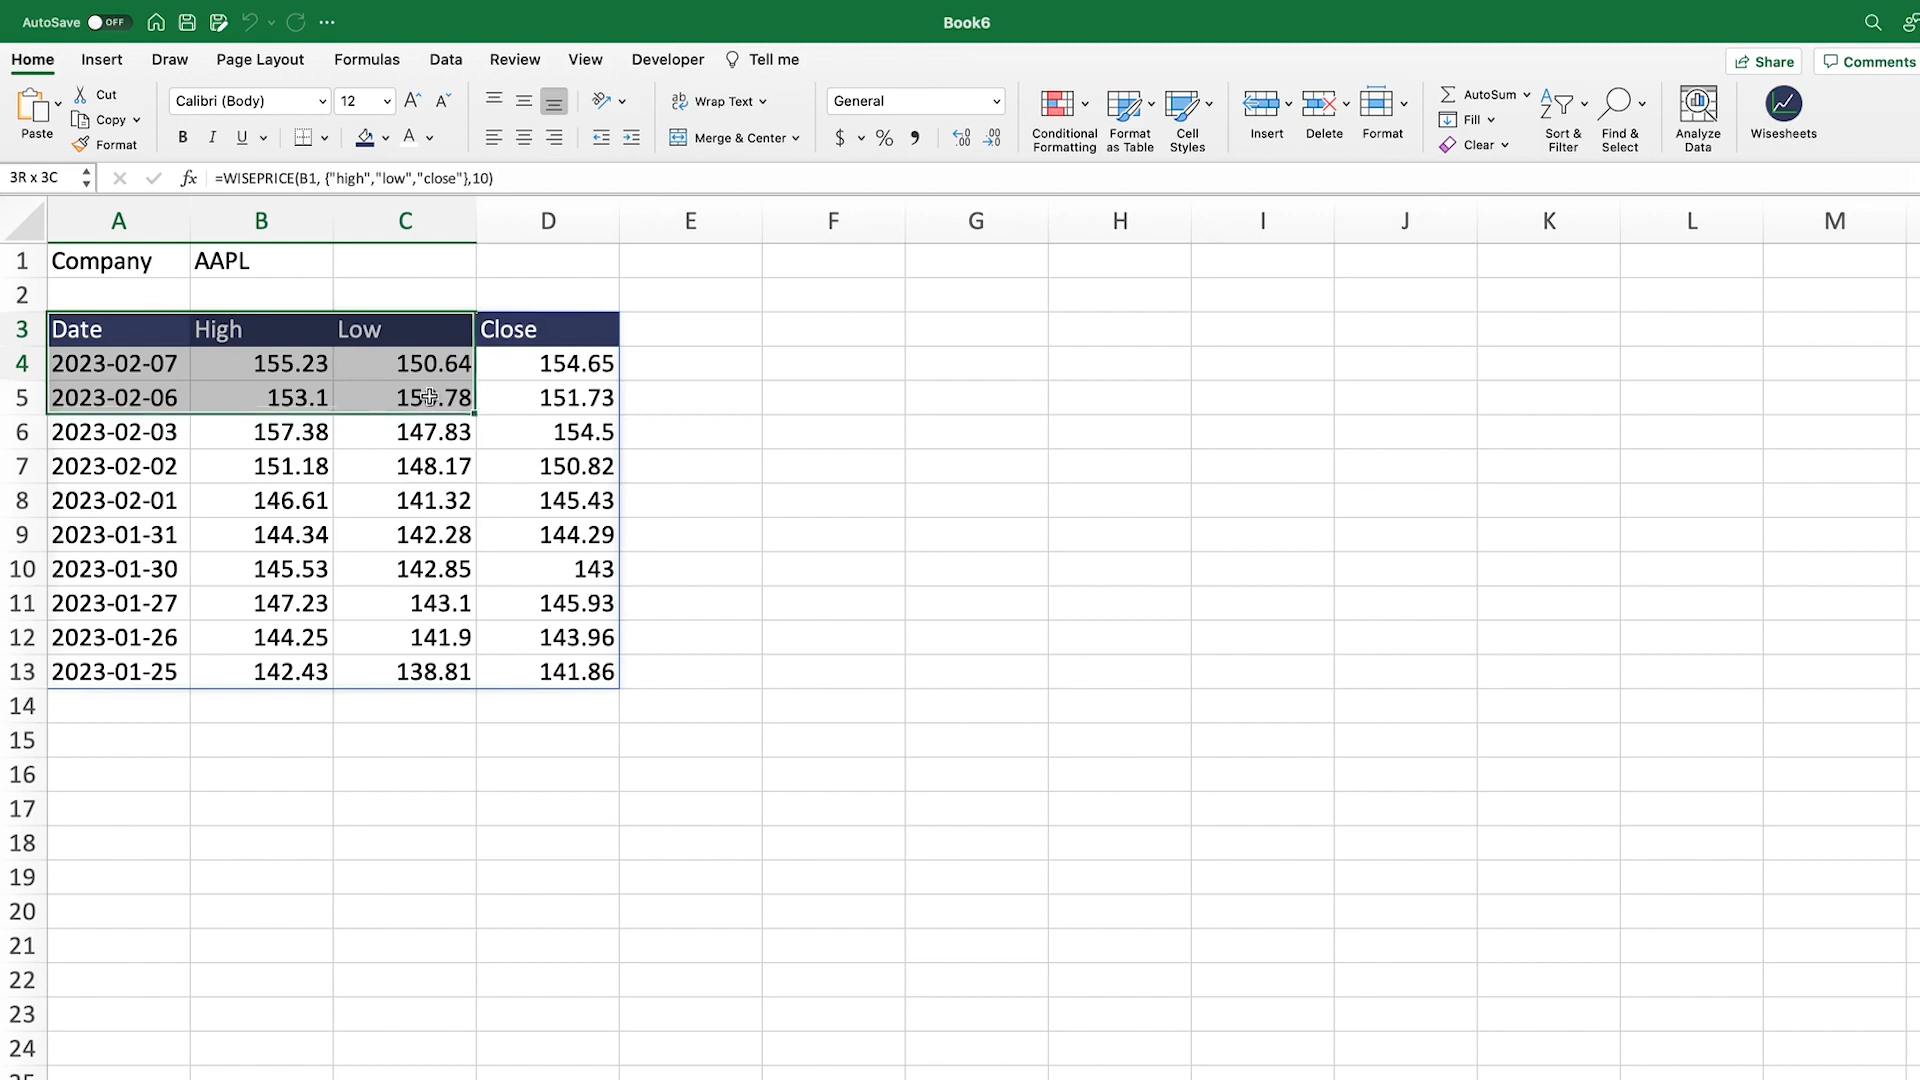 AutoSave OFF Book6
Home Insert Draw Page Layout Formulas Data Review View Developer Tell me Share Comments
Paste Cut Copy Format
Calibri (Body) 12 A^ A˅
B I U A
ab c Wrap Text
Merge & Center
General
$ % ,
Conditional Formatting
Format as Table
Cell Styles
Insert Delete Format
AutoSum
Fill
Clear
Sort & Filter
Find & Select
Analyze Data
Wisesheets
3R x 3C fx =WISEPRICE(B1, {"high","low","close"},10)
A B C D E F G H I J K L M
1 Company AAPL
2
3 Date High Low Close
4 2023-02-07 155.23 150.64 154.65
5 2023-02-06 153.1 .78 151.73
6 2023-02-03 157.38 147.83 154.5
7 2023-02-02 151.18 148.17 150.82
8 2023-02-01 146.61 141.32 145.43
9 2023-01-31 144.34 142.28 144.29
10 2023-01-30 145.53 142.85 143
11 2023-01-27 147.23 143.1 145.93
12 2023-01-26 144.25 141.9 143.96
13 2023-01-25 142.43 138.81 141.86
14
15
16
17
18
19
20
21
22
23
24